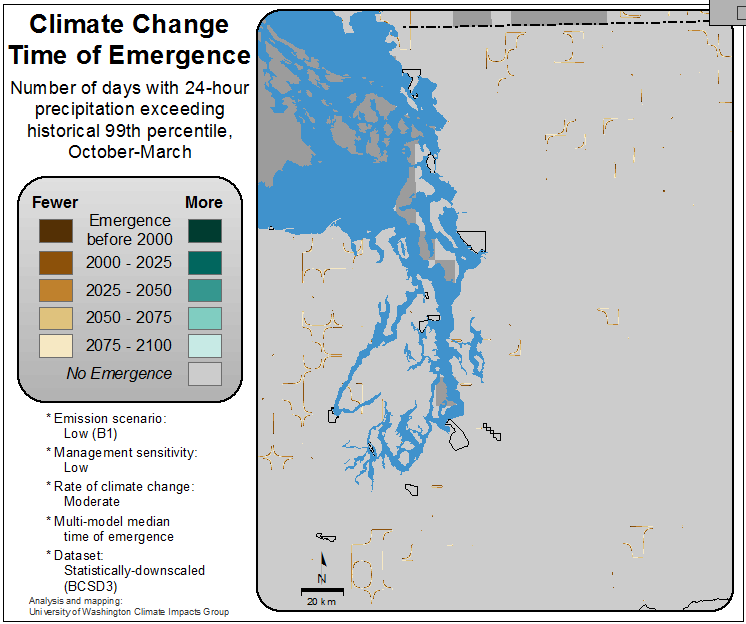 Climate Change
Time of Emergence
Number of days with 24-hour
precipitation exceeding
historical 99th percentile,
October-March
Fewer More
Emergence
before 2000
2000 - 2025
2025 - 2050
2050 - 2075
2075 - 2100
No Emergence
* Emission scenario:
Low (B1)
* Management sensitivity:
Low
* Rate of climate change:
Moderate
* Multi-model median
time of emergence
* Dataset:
Statistically-downscaled
(BCSD3)
Analysis and mapping:
University of Washington Climate Impacts Group
N
20 km